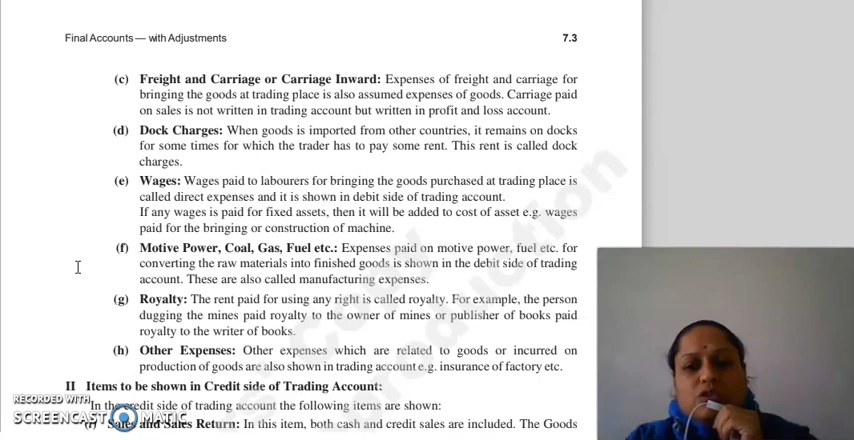 Final Accounts — with Adjustments 7.3
(c) Freight and Carriage or Carriage Inward: Expenses of freight and carriage for
bringing the goods at trading place is also assumed expenses of goods. Carriage paid
on sales is not written in trading account but written in profit and loss account.
(d) Dock Charges: When goods is imported from other countries, it remains on docks
for some times for which the trader has to pay some rent. This rent is called dock
charges.
(e) Wages: Wages paid to labourers for bringing the goods purchased at trading place is
called direct expenses and it is shown in debit side of trading account.
If any wages is paid for fixed assets, then it will be added to cost of asset e.g. wages
paid for the bringing or construction of machine.
(f) Motive Power, Coal, Gas, Fuel etc.: Expenses paid on motive power, fuel etc. for
converting the raw materials into finished goods is shown in the debit side of trading
account. These are also called manufacturing expenses.
(g) Royalty: The rent paid for using any right is called royalty. For example, the person
dugging the mines paid royalty to the owner of mines or publisher of books paid
royalty to the writer of books.
(h) Other Expenses: Other expenses which are related to goods or incurred on
production of goods are also shown in trading account e.g. insurance of factory etc.
II Items to be shown in Credit side of Trading Account:
In the credit side of trading account the following items are shown:
Sales and Sales Return: In this item, both cash and credit sales are included. The Goods
RECORDED WITH
SCREENCAST MATIC